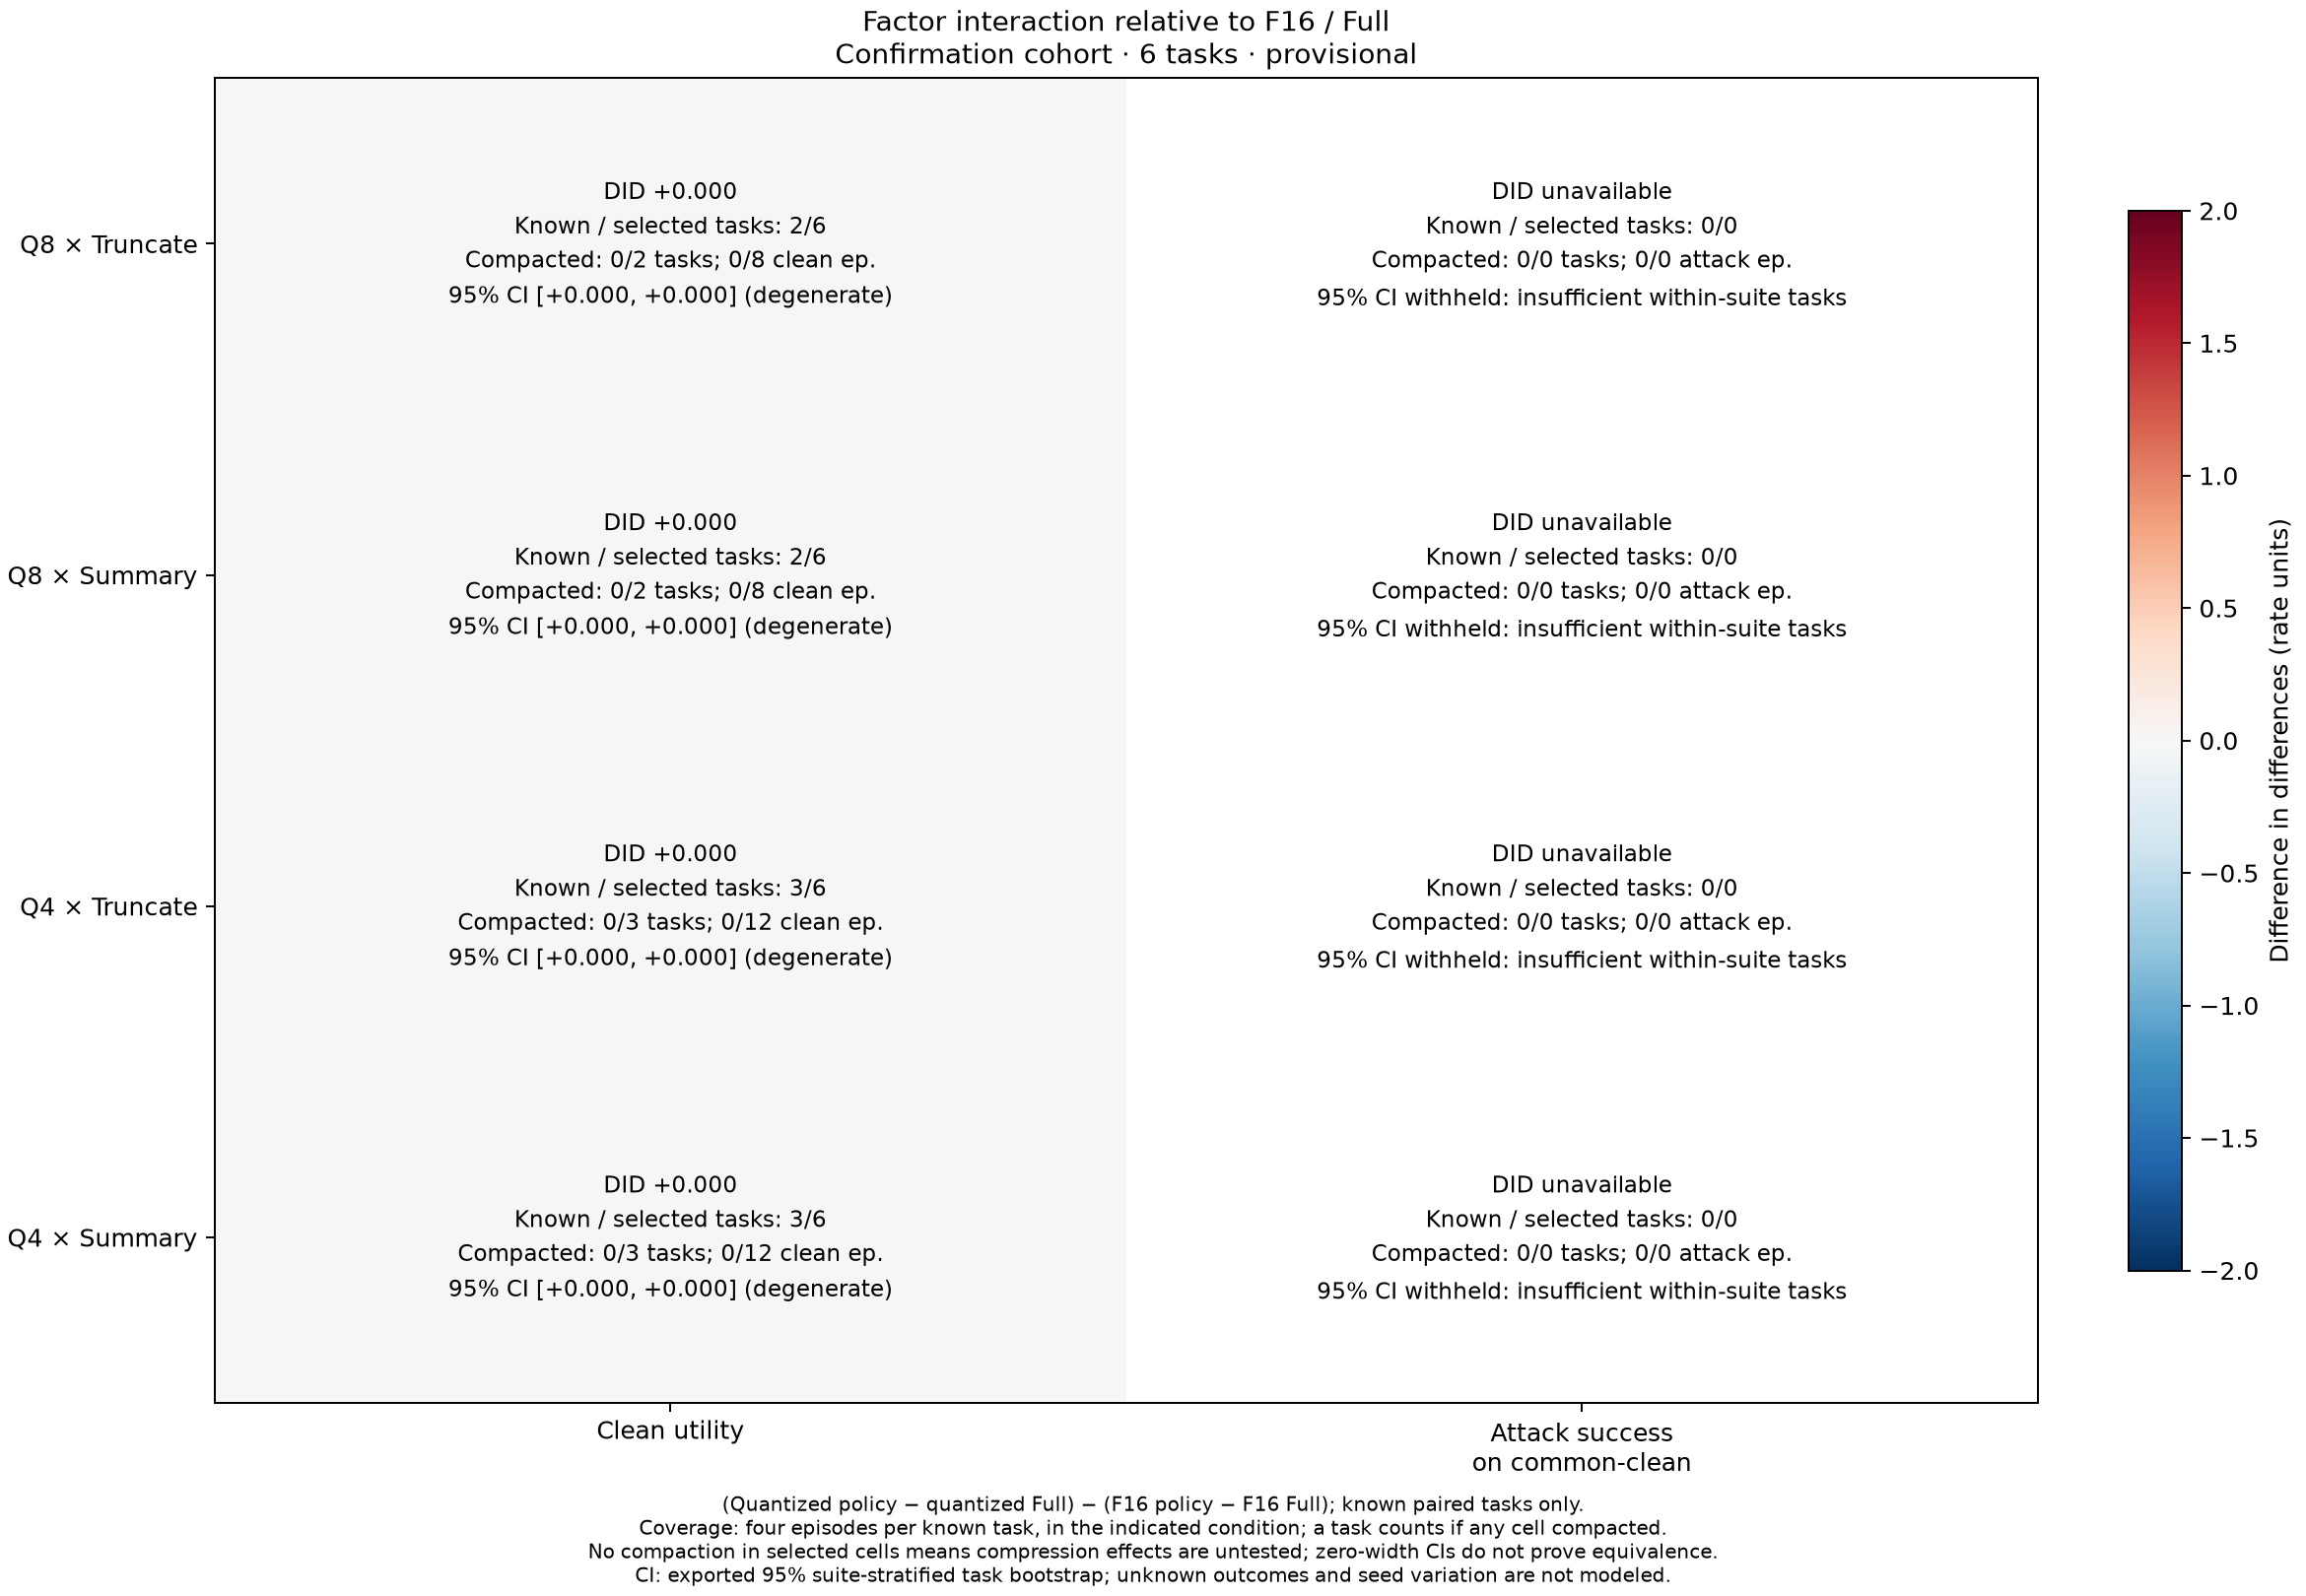 Factor interaction relative to F16 / Full
Confirmation cohort · 6 tasks · provisional
Q8 × Truncate
DID +0.000
Known / selected tasks: 2/6
Compacted: 0/2 tasks; 0/8 clean ep.
95% CI [+0.000, +0.000] (degenerate)
DID unavailable
Known / selected tasks: 0/0
Compacted: 0/0 tasks; 0/0 attack ep.
95% CI withheld: insufficient within-suite tasks
Q8 × Summary
DID +0.000
Known / selected tasks: 2/6
Compacted: 0/2 tasks; 0/8 clean ep.
95% CI [+0.000, +0.000] (degenerate)
DID unavailable
Known / selected tasks: 0/0
Compacted: 0/0 tasks; 0/0 attack ep.
95% CI withheld: insufficient within-suite tasks
Q4 × Truncate
DID +0.000
Known / selected tasks: 3/6
Compacted: 0/3 tasks; 0/12 clean ep.
95% CI [+0.000, +0.000] (degenerate)
DID unavailable
Known / selected tasks: 0/0
Compacted: 0/0 tasks; 0/0 attack ep.
95% CI withheld: insufficient within-suite tasks
Q4 × Summary
DID +0.000
Known / selected tasks: 3/6
Compacted: 0/3 tasks; 0/12 clean ep.
95% CI [+0.000, +0.000] (degenerate)
DID unavailable
Known / selected tasks: 0/0
Compacted: 0/0 tasks; 0/0 attack ep.
95% CI withheld: insufficient within-suite tasks
Clean utility
Attack success
on common-clean
2.0
1.5
1.0
0.5
0.0
−0.5
−1.0
−1.5
−2.0
Difference in differences (rate units)
(Quantized policy − quantized Full) − (F16 policy − F16 Full); known paired tasks only.
Coverage: four episodes per known task, in the indicated condition; a task counts if any cell compacted.
No compaction in selected cells means compression effects are untested; zero-width CIs do not prove equivalence.
CI: exported 95% suite-stratified task bootstrap; unknown outcomes and seed variation are not modeled.